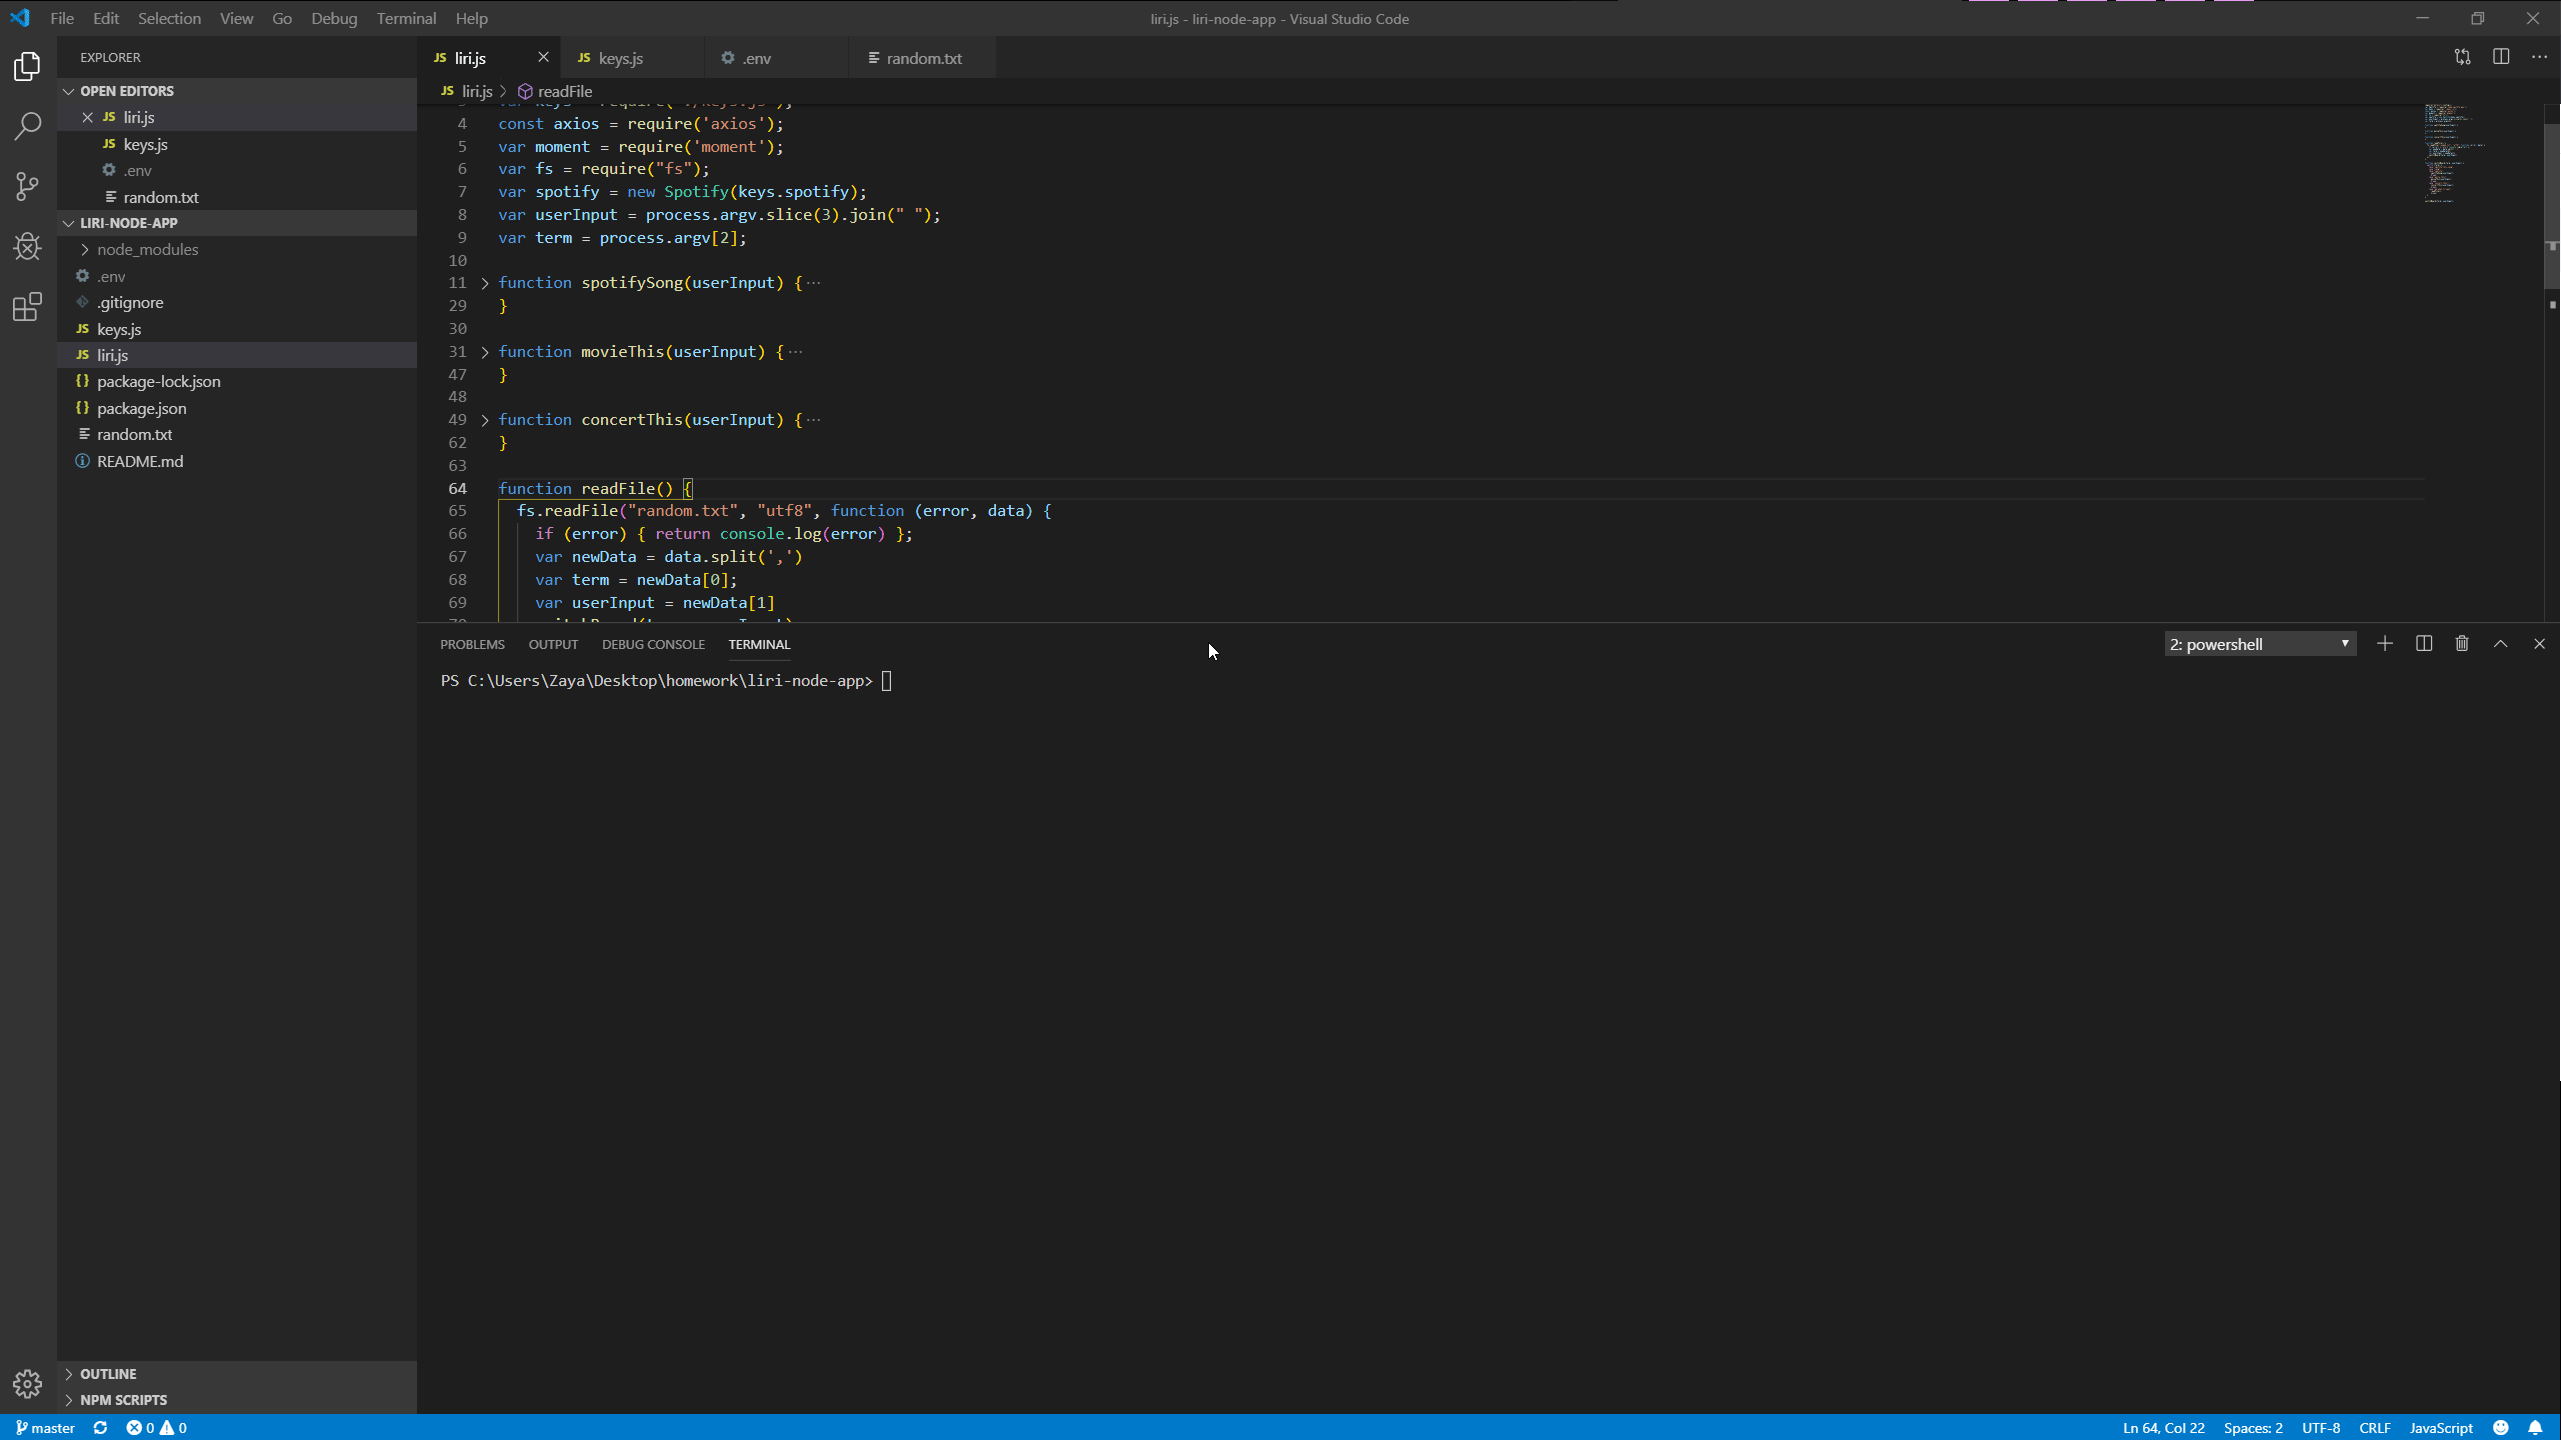 File Edit Selection View Go Debug Terminal Help
liri.js - liri-node-app - Visual Studio Code
EXPLORER
OPEN EDITORS
JS liri.js
JS keys.js
.env
random.txt
LIRI-NODE-APP
node_modules
.env
.gitignore
JS keys.js
JS liri.js
{} package-lock.json
{} package.json
random.txt
README.md
OUTLINE
NPM SCRIPTS
JS liri.js JS keys.js .env random.txt
JS liri.js > readFile
4 const axios = require('axios');
5 var moment = require('moment');
6 var fs = require("fs");
7 var spotify = new Spotify(keys.spotify);
8 var userInput = process.argv.slice(3).join(" ");
9 var term = process.argv[2];
10
11 > function spotifySong(userInput) {···
29 }
30
31 > function movieThis(userInput) {···
47 }
48
49 > function concertThis(userInput) {···
62 }
63
64 function readFile() {
65 fs.readFile("random.txt", "utf8", function (error, data) {
66 if (error) { return console.log(error) };
67 var newData = data.split(',')
68 var term = newData[0];
69 var userInput = newData[1]
PROBLEMS OUTPUT DEBUG CONSOLE TERMINAL
2: powershell
PS C:\Users\Zaya\Desktop\homework\liri-node-app>
master 0 0
Ln 64, Col 22 Spaces: 2 UTF-8 CRLF JavaScript